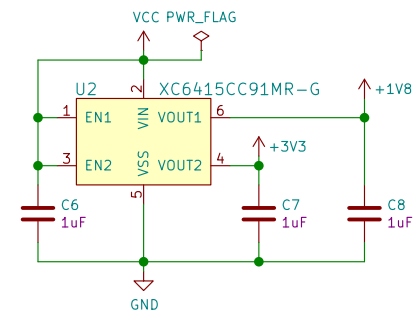 VCC PWR_FLAG
U2 XC6415CC91MR-G
+1V8
2
1 EN1 VIN VOUT1 6
+3V3
3 EN2 VSS VOUT2 4
5
C6 1uF
C7 1uF
C8 1uF
GND